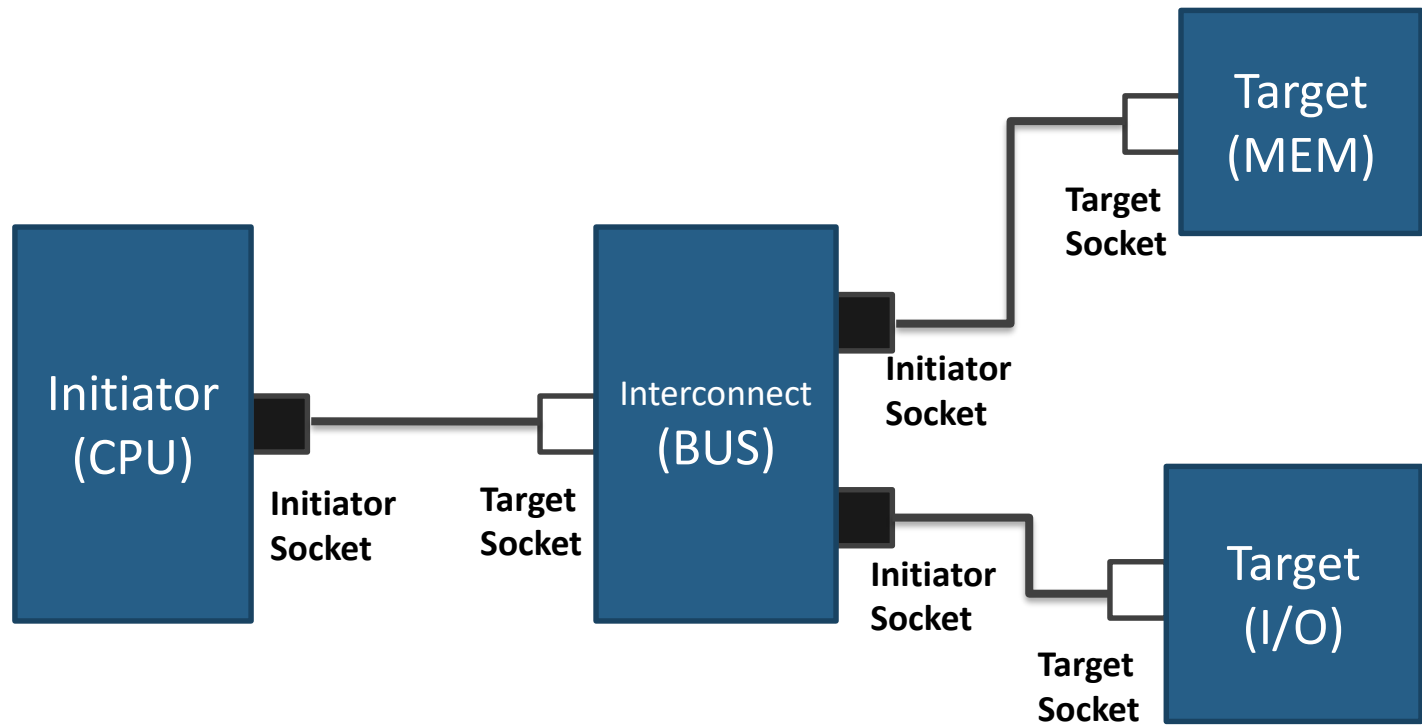 Initiator
(CPU)
Initiator
Socket
Target
Socket
Interconnect
(BUS)
Initiator
Socket
Target
Socket
Target
(MEM)
Initiator
Socket
Target
Socket
Target
(I/O)